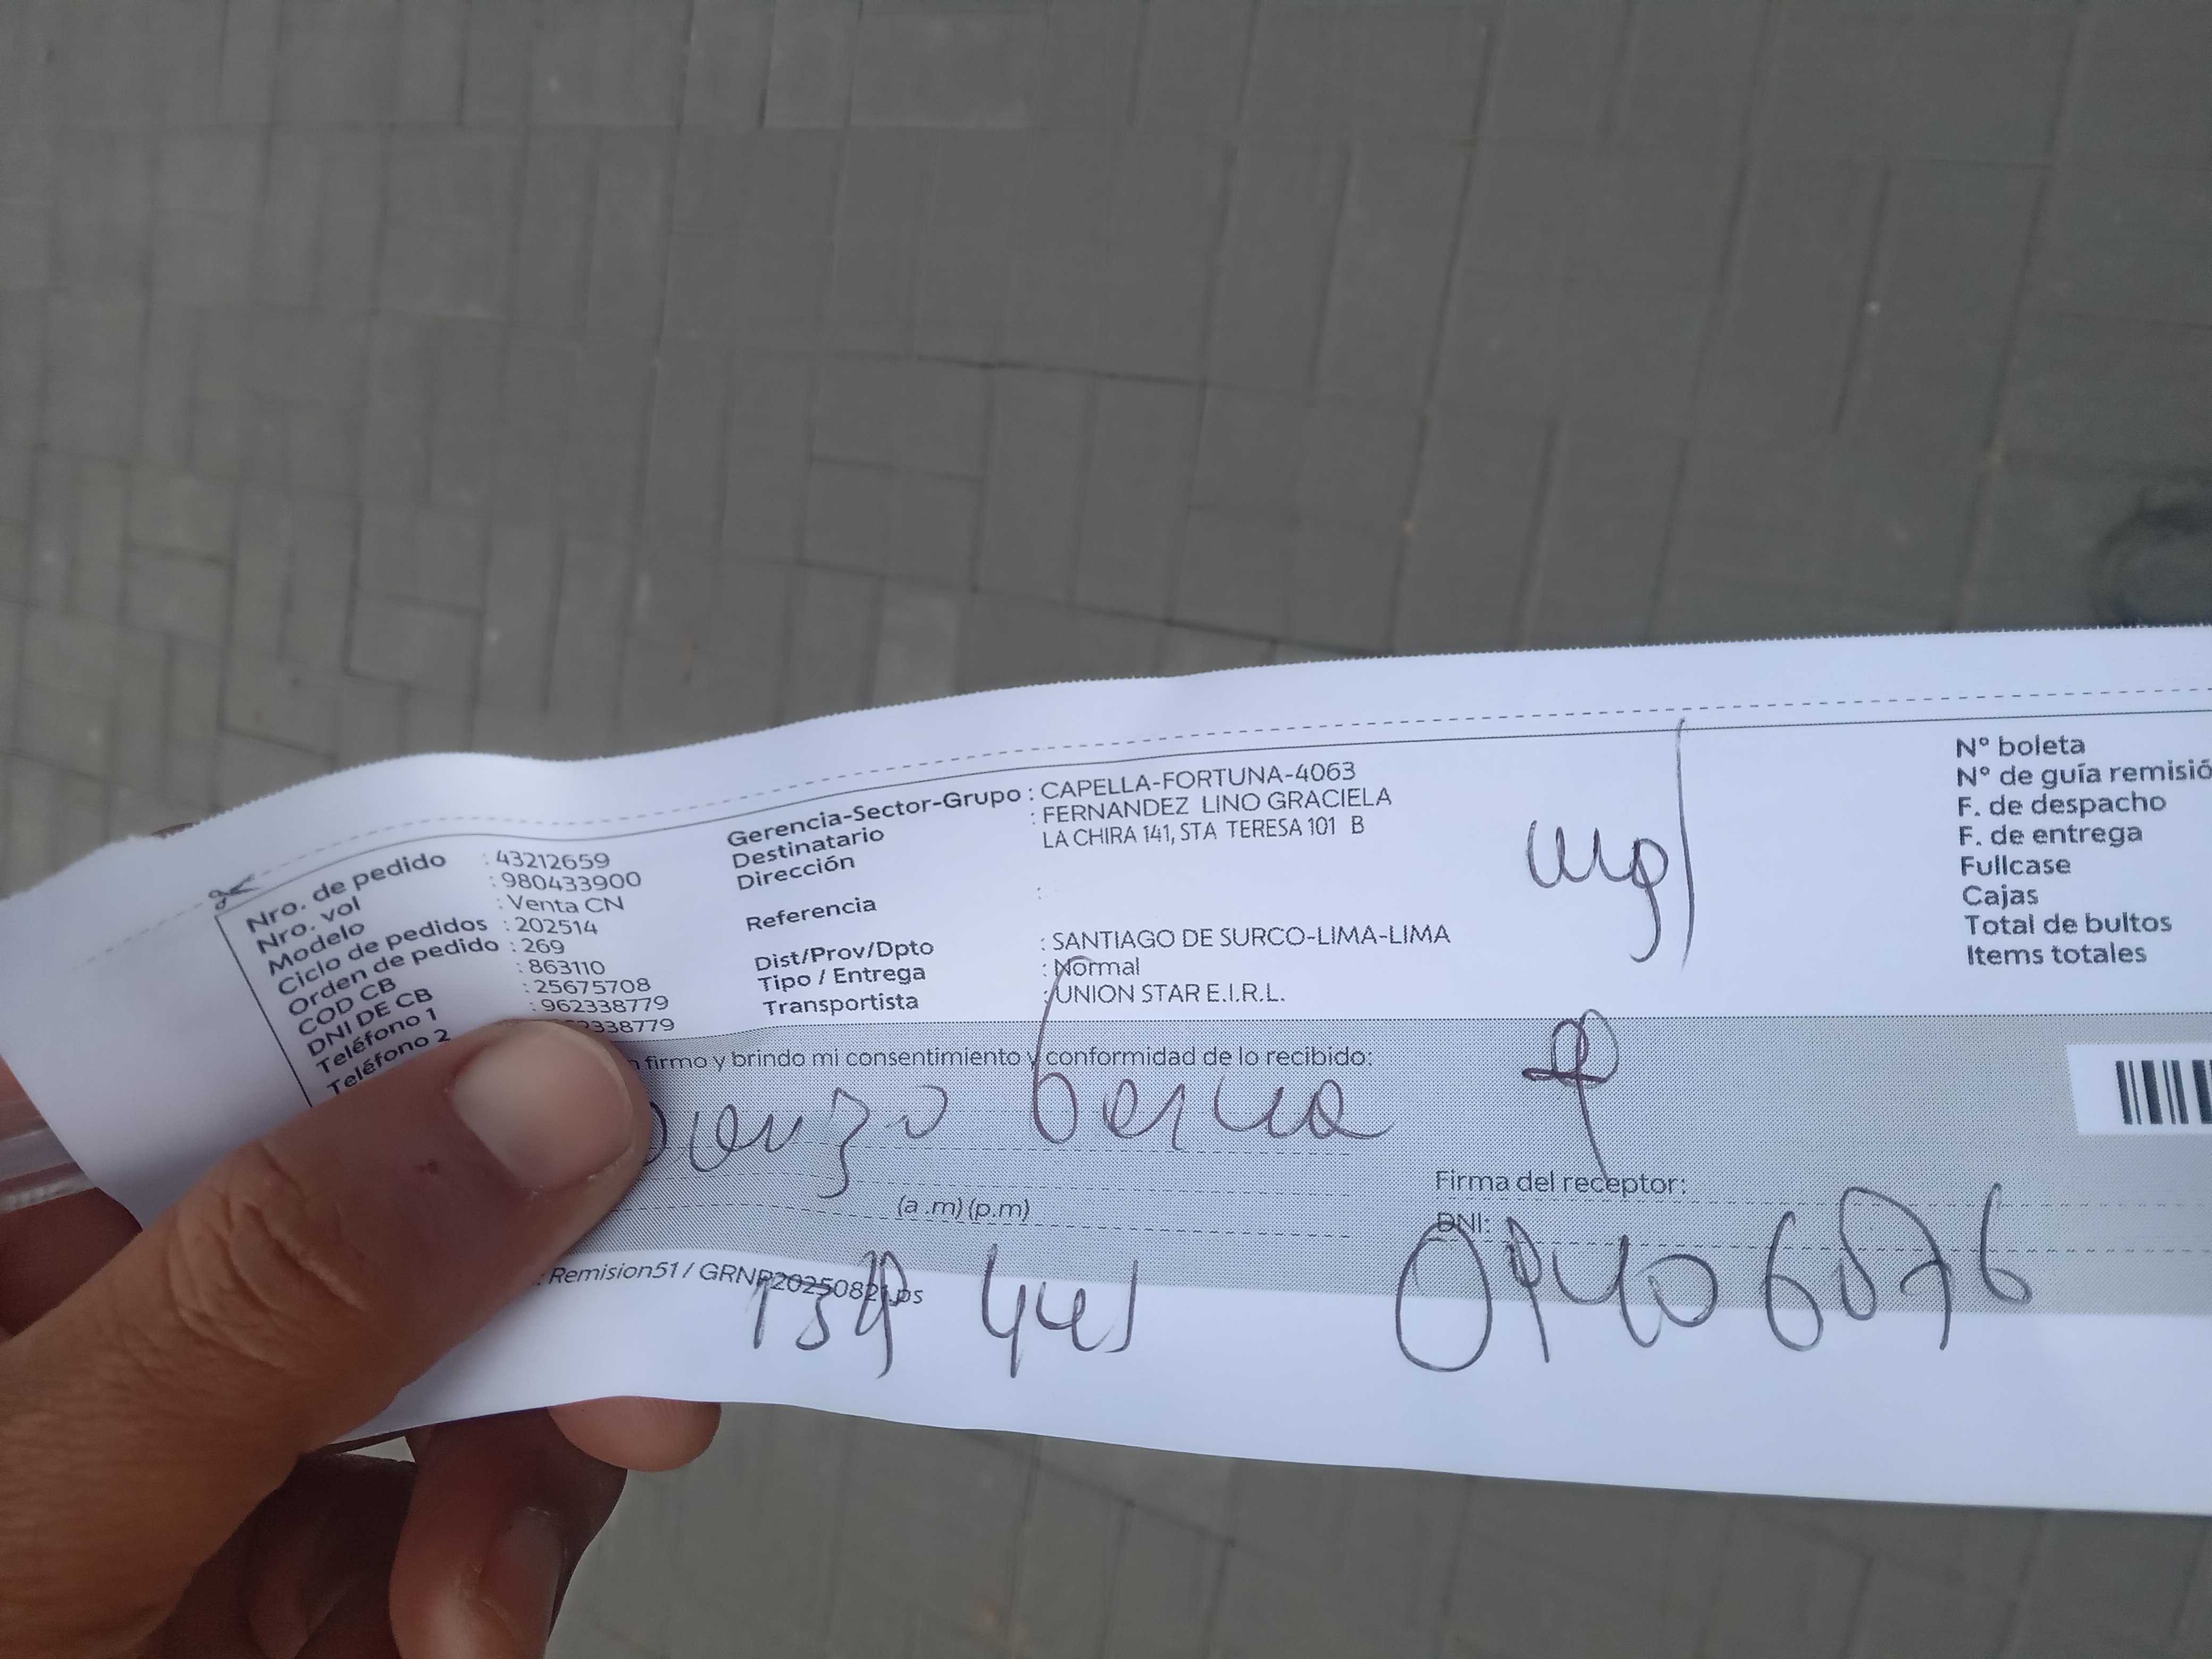 Nro. de pedido : 43212659
Nro. vol : 980433900
Modelo : Venta CN
Ciclo de pedidos : 202514
Orden de pedido : 269
COD CB : 863110
DNI DE CB : 25675708
Teléfono 1 : 962338779
Teléfono 2 2338779
Gerencia-Sector-Grupo : CAPELLA-FORTUNA-4063
Destinatario : FERNANDEZ LINO GRACIELA
Dirección LA CHIRA 141, STA TERESA 101 B
Referencia :
Dist/Prov/Dpto : SANTIAGO DE SURCO-LIMA-LIMA
Tipo / Entrega : Normal
Transportista : UNION STAR E.I.R.L.
N° boleta
N° de guía remisió
F. de despacho
F. de entrega
Fullcase
Cajas
Total de bultos
Items totales
firmo y brindo mi consentimiento y conformidad de lo recibido:
(a .m) (p.m)
Firma del receptor:
DNI:
: Remision51 / GRNP2025082